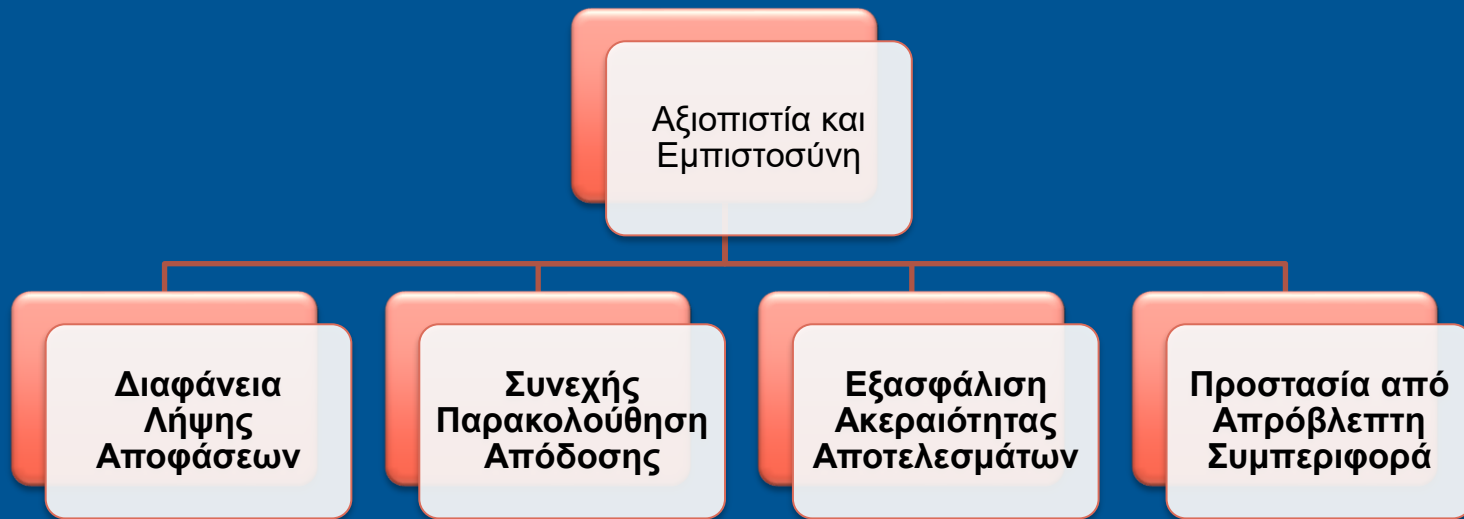 Αξιοπιστία και
Εμπιστοσύνη
Διαφάνεια
Λήψης
Αποφάσεων
Συνεχής
Παρακολούθηση
Απόδοσης
Εξασφάλιση
Ακεραιότητας
Αποτελεσμάτων
Προστασία από
Απρόβλεπτη
Συμπεριφορά